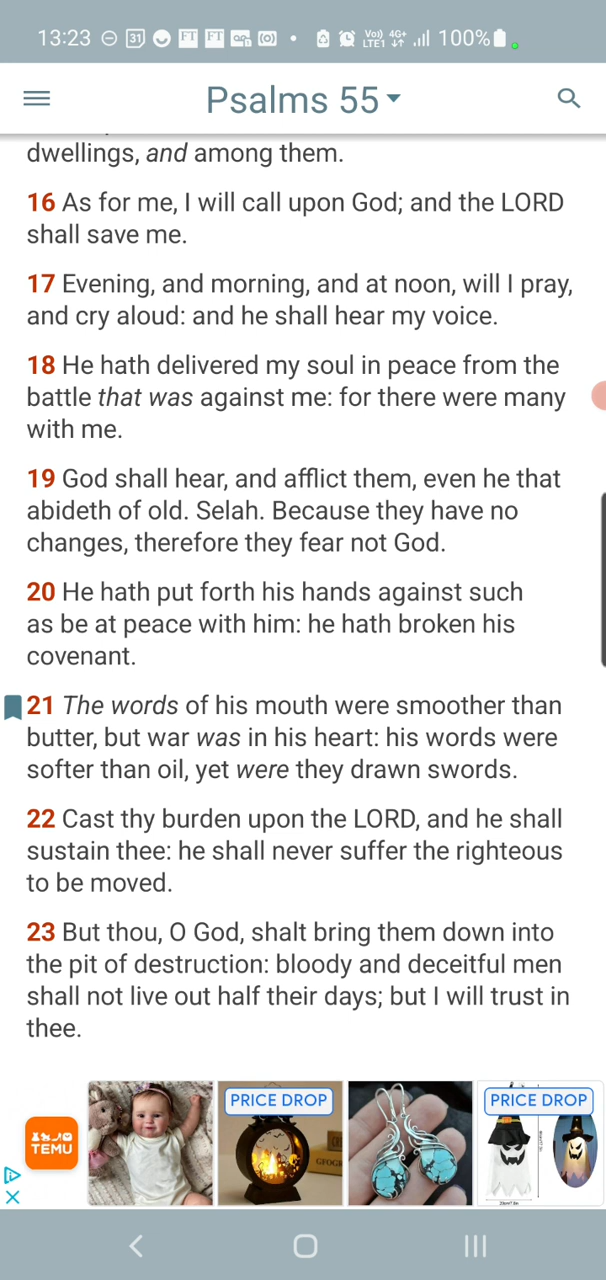 13:23 31 FT FT Vo)) LTE1 4G+ 100%
Psalms 55
dwellings, and among them.
16 As for me, I will call upon God; and the LORD
shall save me.
17 Evening, and morning, and at noon, will I pray,
and cry aloud: and he shall hear my voice.
18 He hath delivered my soul in peace from the
battle that was against me: for there were many
with me.
19 God shall hear, and afflict them, even he that
abideth of old. Selah. Because they have no
changes, therefore they fear not God.
20 He hath put forth his hands against such
as be at peace with him: he hath broken his
covenant.
21 The words of his mouth were smoother than
butter, but war was in his heart: his words were
softer than oil, yet were they drawn swords.
22 Cast thy burden upon the LORD, and he shall
sustain thee: he shall never suffer the righteous
to be moved.
23 But thou, O God, shalt bring them down into
the pit of destruction: bloody and deceitful men
shall not live out half their days; but I will trust in
thee.
TEMU
PRICE DROP
PRICE DROP